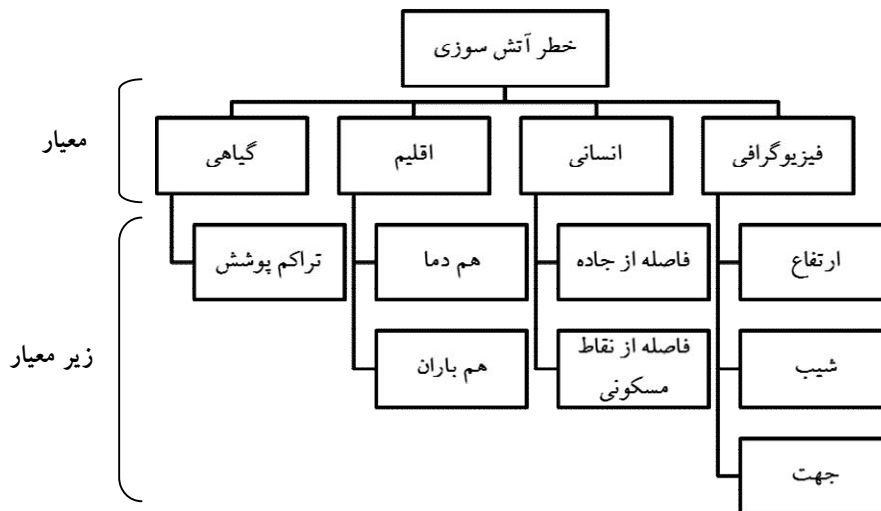 خطر آتش سوزی
معیار
فیزیوگرافی
انسانی
اقلیم
گیاهی
زیر معیار
ارتفاع
فاصله از جاده
هم دما
تراکم پوشش
شیب
فاصله از نقاط
مسکونی
هم باران
جهت